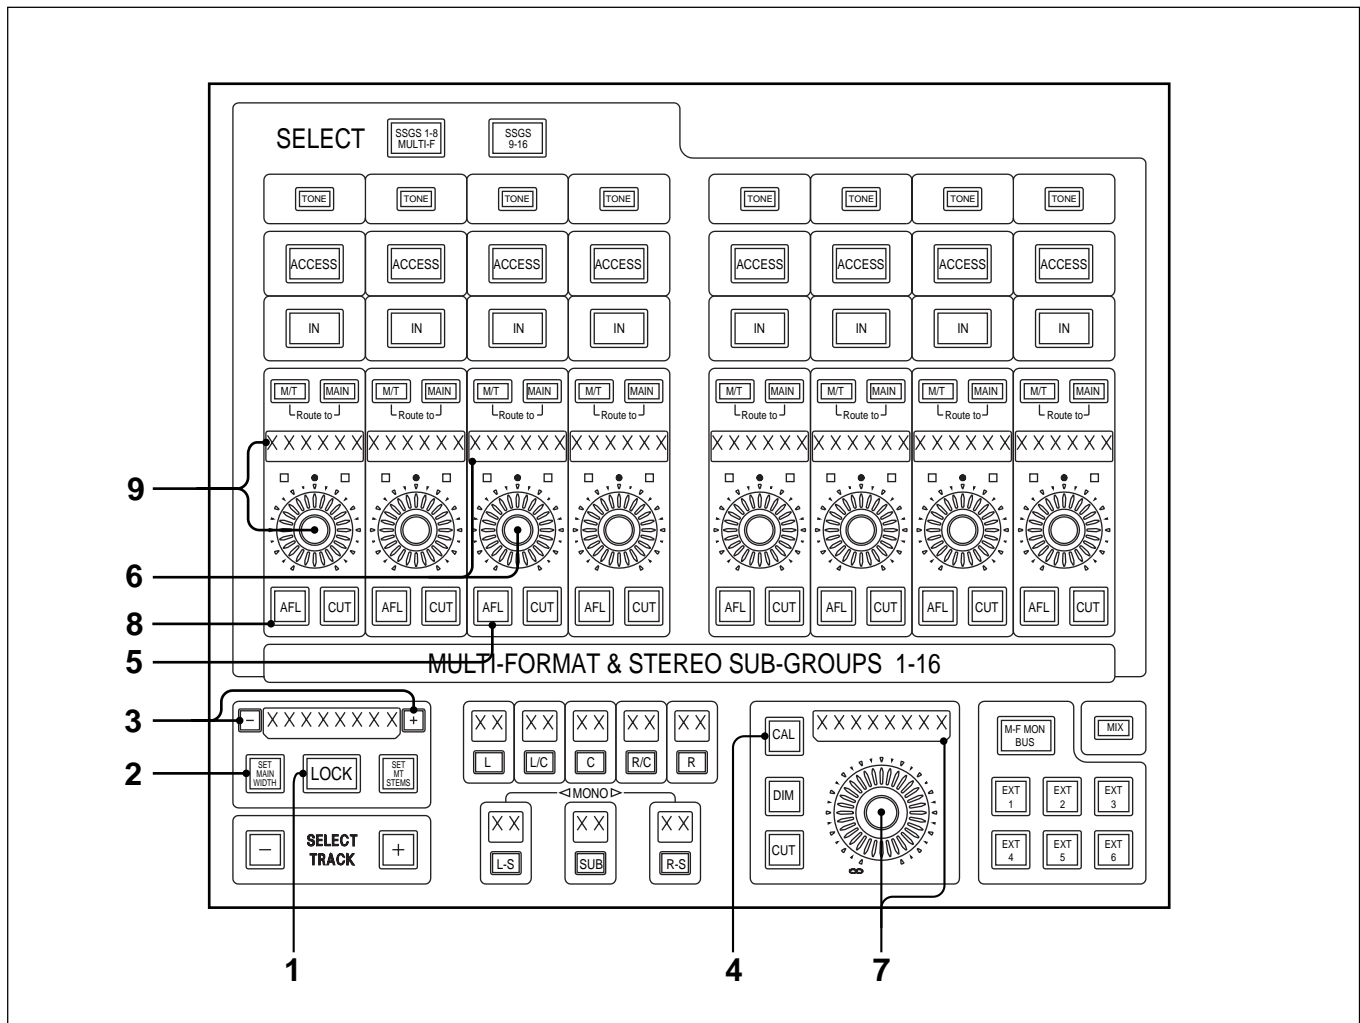 SELECT
SSGS 1-8
MULTI-F
SSGS
9-16
TONE TONE TONE TONE TONE TONE TONE TONE
ACCESS ACCESS ACCESS ACCESS ACCESS ACCESS ACCESS ACCESS
IN IN IN IN IN IN IN IN
M/T MAIN M/T MAIN M/T MAIN M/T MAIN M/T MAIN M/T MAIN M/T MAIN M/T MAIN
Route to Route to Route to Route to Route to Route to Route to Route to
XXXXXX XXXXXX XXXXXX XXXXXX XXXXXX XXXXXX XXXXXX XXXXXX
9
6
AFL CUT AFL CUT AFL CUT AFL CUT AFL CUT AFL CUT AFL CUT AFL CUT
8
5
MULTI-FORMAT & STEREO SUB-GROUPS 1-16
3
− XXXXXXXX +
2
SET
MAIN
WIDTH
LOCK
SET
MT
STEMS
− SELECT
TRACK +
XX XX XX XX XX
L L/C C R/C R
MONO
XX XX XX
L-S SUB R-S
CAL
XXXXXXXX
DIM
CUT
∞
M-F MON
BUS
MIX
EXT
1
EXT
2
EXT
3
EXT
4
EXT
5
EXT
6
1
4
7